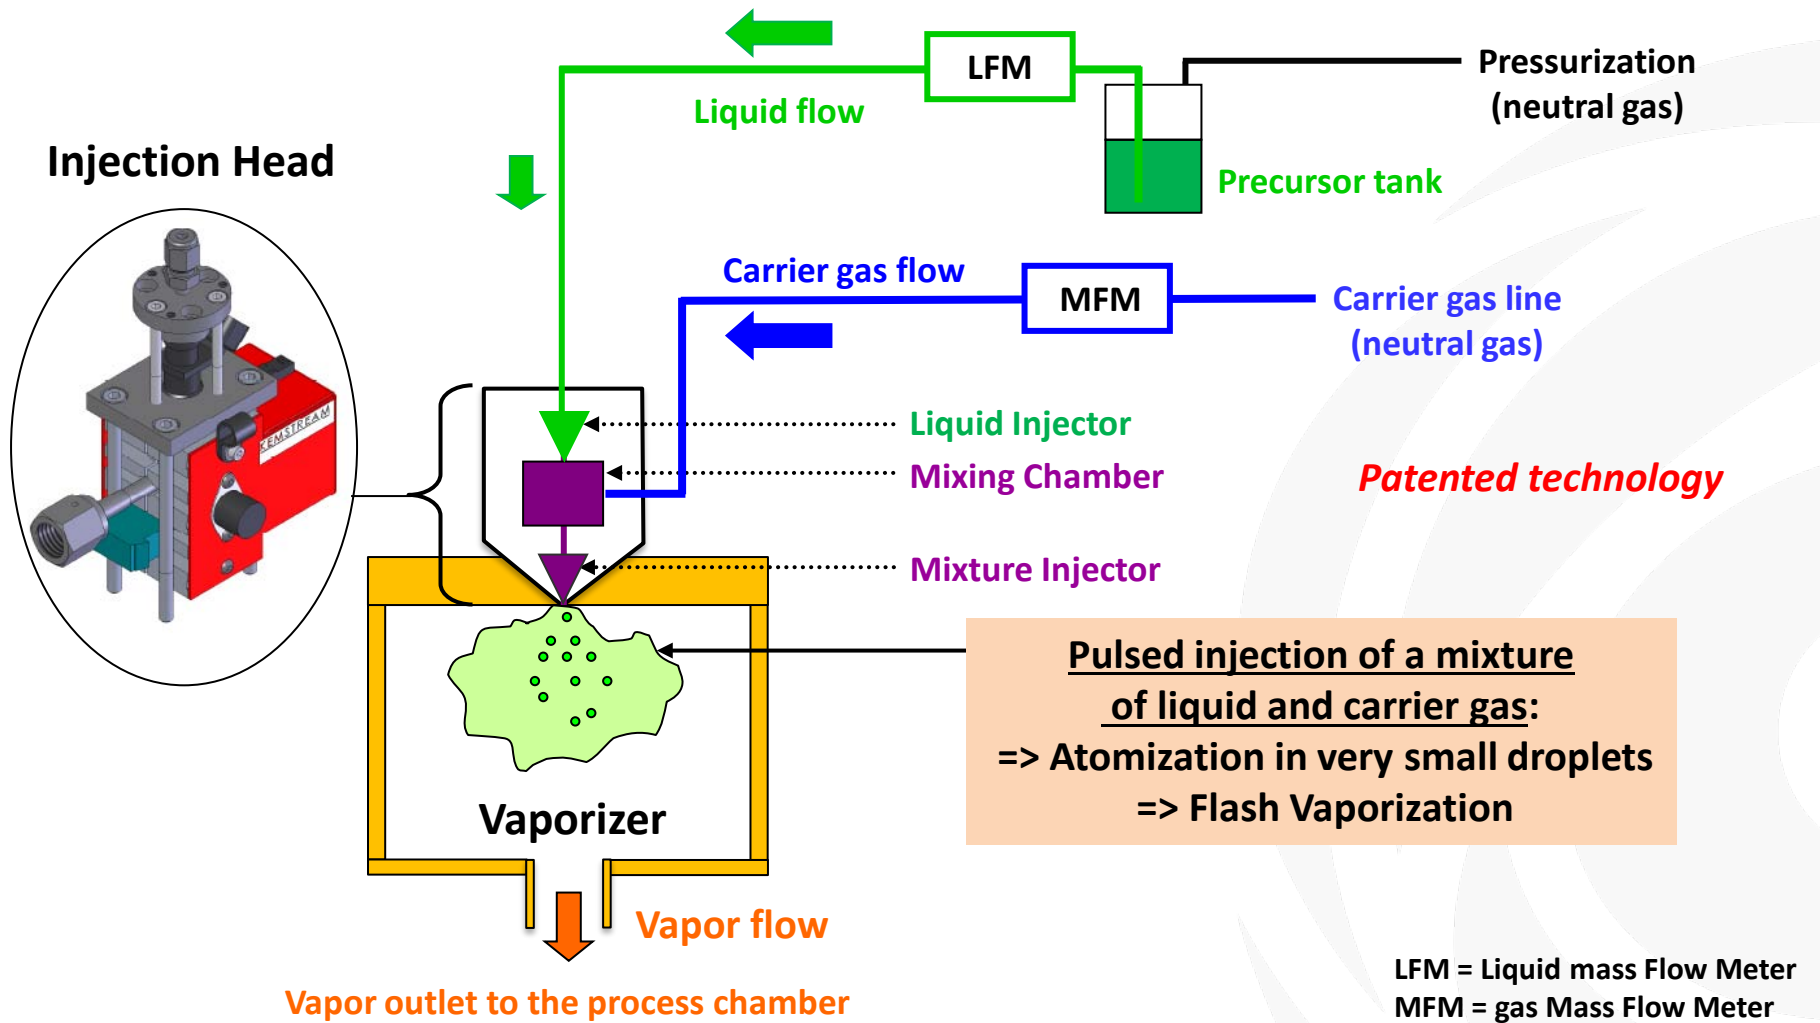 LFM
Pressurization
(neutral gas)
Liquid flow
Injection Head
Precursor tank
Carrier gas flow
MFM
Carrier gas line
(neutral gas)
KEMSTREAM
Liquid Injector
Mixing Chamber
Patented technology
Mixture Injector
Pulsed injection of a mixture
of liquid and carrier gas:
=> Atomization in very small droplets
=> Flash Vaporization
Vaporizer
Vapor flow
Vapor outlet to the process chamber
LFM = Liquid mass Flow Meter
MFM = gas Mass Flow Meter